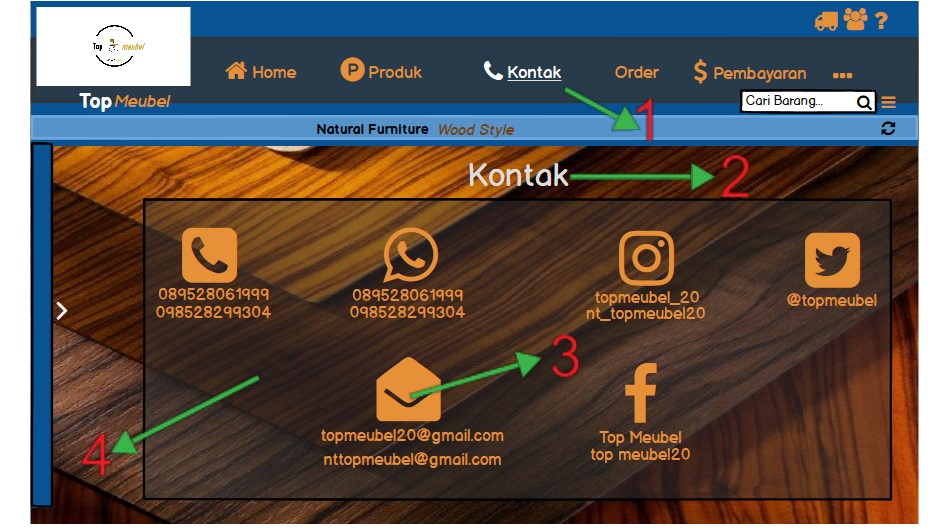 Top meubel
?
Home
P Produk
Kontak
Order
$ Pembayaran
Top Meubel
Cari Barang...
1
Natural Furniture Wood Style
Kontak
2
089528061999
098528299304
089528061999
098528299304
topmeubel_20
nt_topmeubel20
@topmeubel
3
topmeubel20@gmail.com
nttopmeubel@gmail.com
Top Meubel
top meubel20
4